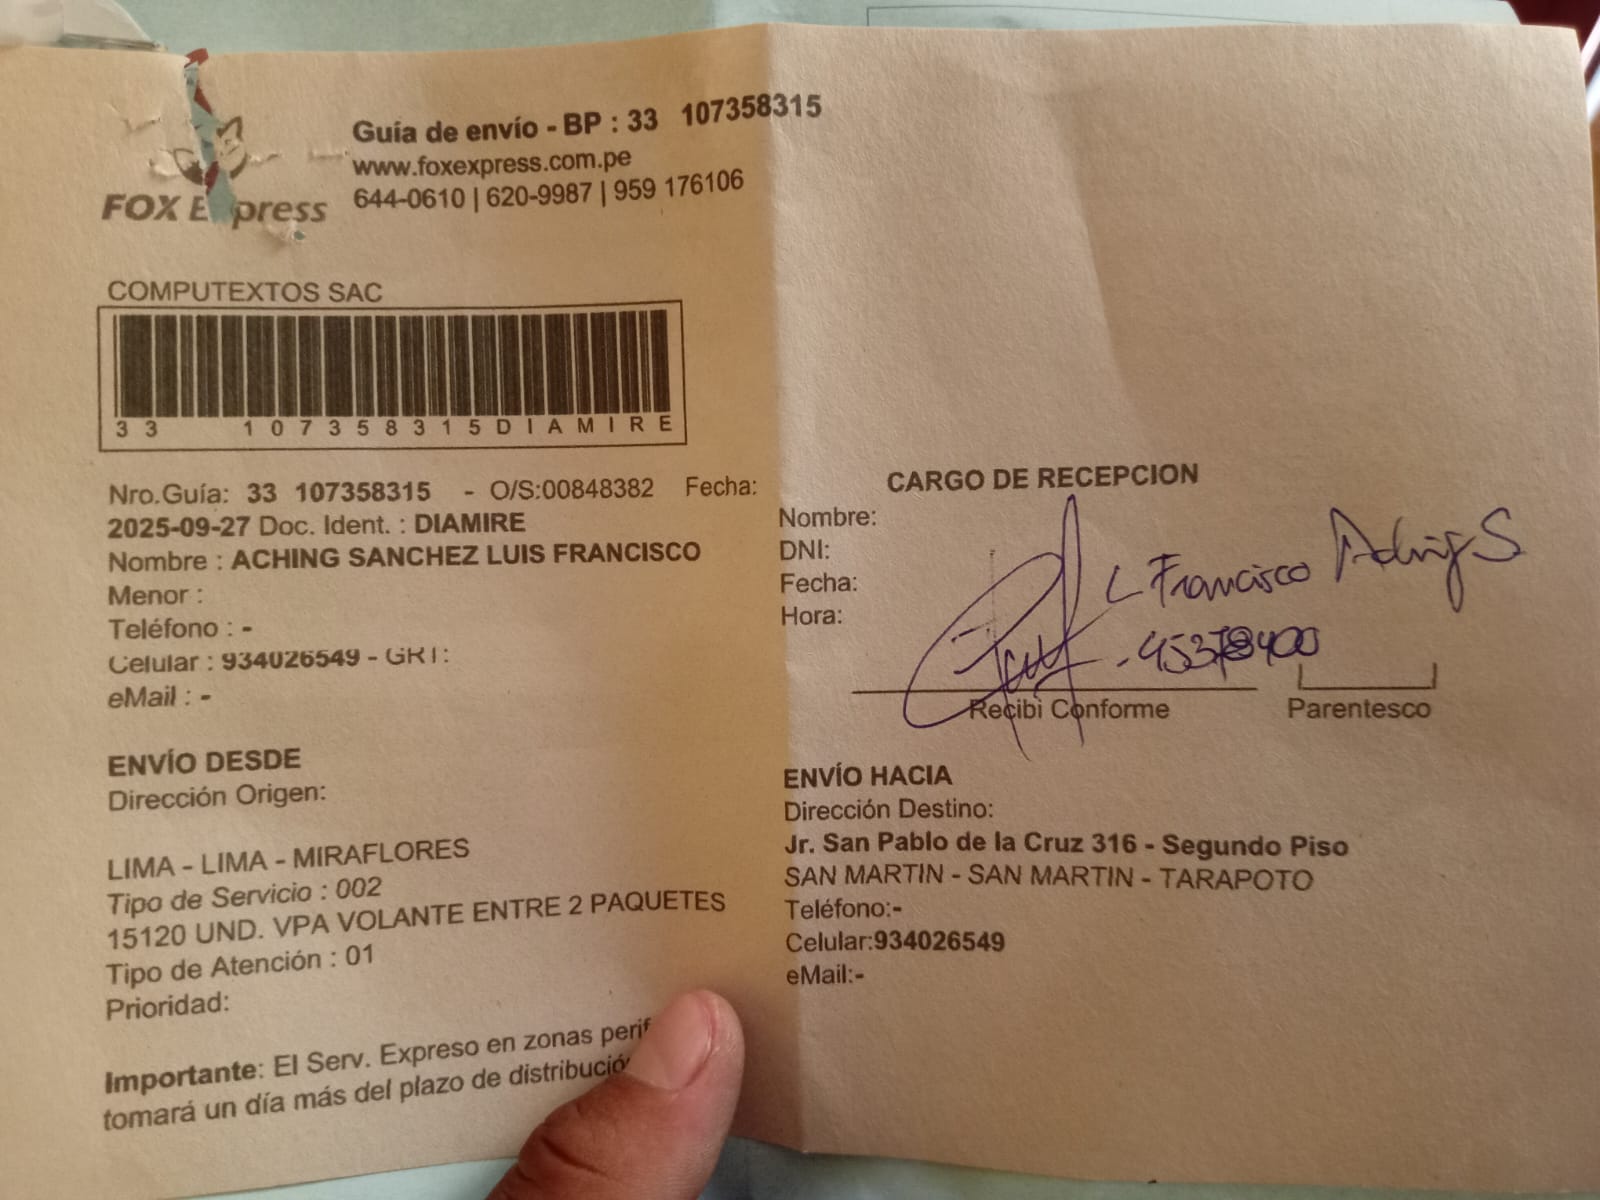 Guía de envío - BP : 33 107358315
www.foxexpress.com.pe
644-0610 | 620-9987 | 959 176106
FOX E press
COMPUTEXTOS SAC
33 107358315DIAMIRE
Nro.Guía: 33 107358315 - O/S:00848382 Fecha:
2025-09-27 Doc. Ident. : DIAMIRE
Nombre : ACHING SANCHEZ LUIS FRANCISCO
Menor :
Teléfono : -
Celular : 934026549 - GRT:
eMail : -
ENVÍO DESDE
Dirección Origen:
LIMA - LIMA - MIRAFLORES
Tipo de Servicio : 002
15120 UND. VPA VOLANTE ENTRE 2 PAQUETES
Tipo de Atención : 01
Prioridad:
Importante: El Serv. Expreso en zonas
tomará un día más del plazo de
CARGO DE RECEPCION
Nombre:
DNI:
Fecha:
Hora:
L Francisco Aching S
45378400
Recibi Conforme
Parentesco
ENVÍO HACIA
Dirección Destino:
Jr. San Pablo de la Cruz 316 - Segundo Piso
SAN MARTIN - SAN MARTIN - TARAPOTO
Teléfono:-
Celular:934026549
eMail:-